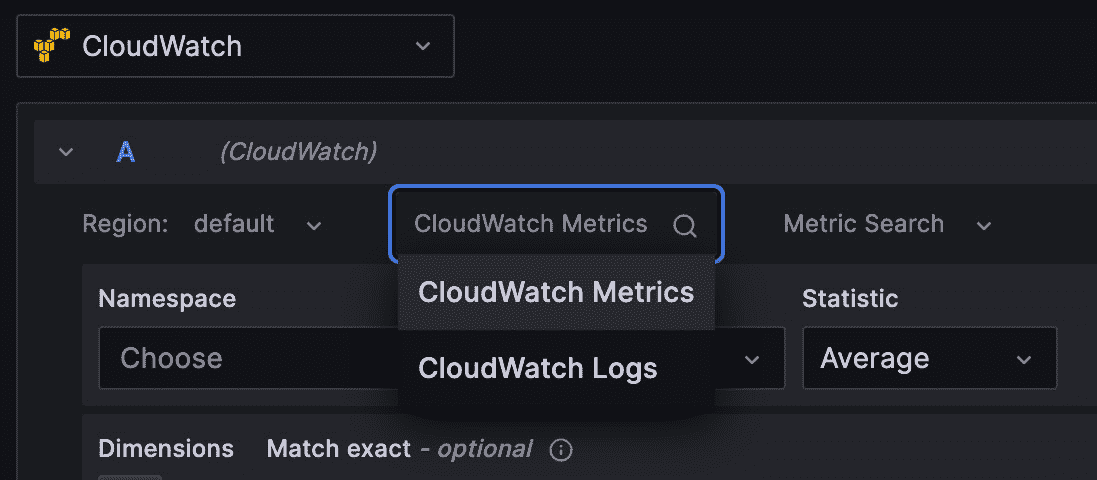 CloudWatch
A (CloudWatch)
Region: default CloudWatch Metrics Metric Search
CloudWatch Metrics
Namespace Statistic
Choose Average
CloudWatch Logs
Dimensions Match exact - optional